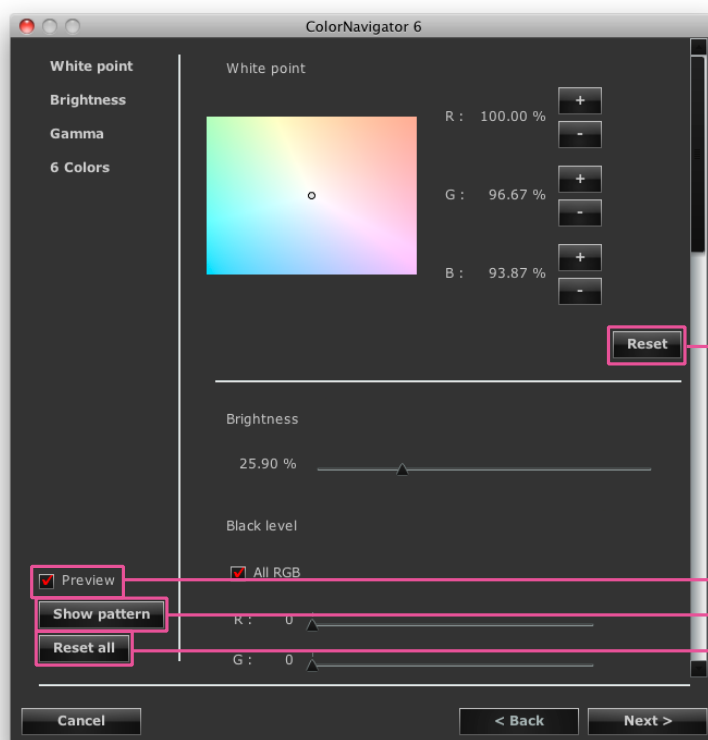 ColorNavigator 6
White point
Brightness
Gamma
6 Colors
White point
R : 100.00 %
+
-
G : 96.67 %
+
-
B : 93.87 %
+
-
Reset
Brightness
25.90 %
Black level
All RGB
R : 0
G : 0
Preview
Show pattern
Reset all
Cancel
< Back
Next >